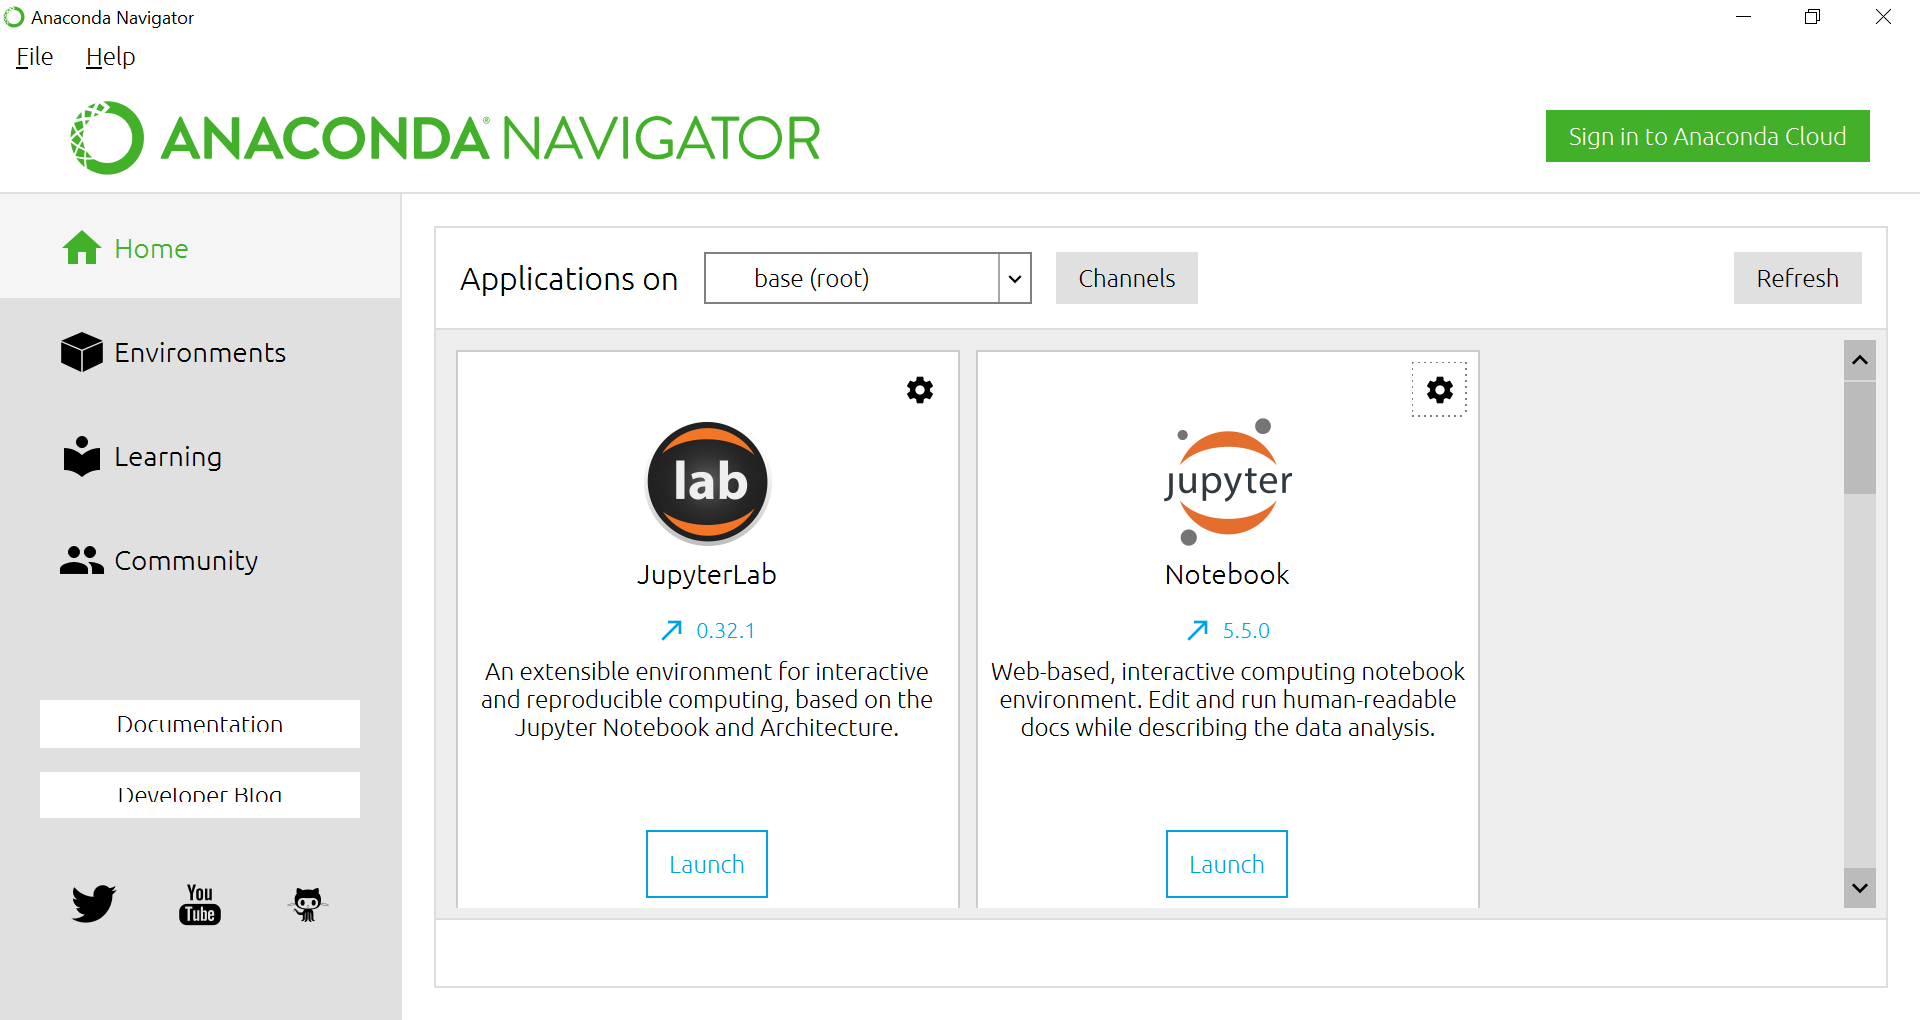 Anaconda Navigator
File Help
ANACONDA® NAVIGATOR
Sign in to Anaconda Cloud
Home
Environments
Learning
Community
Documentation
Developer Blog
You
Tube
Applications on base (root) Channels Refresh
lab
JupyterLab
0.32.1
An extensible environment for interactive
and reproducible computing, based on the
Jupyter Notebook and Architecture.
Launch
jupyter
Notebook
5.5.0
Web-based, interactive computing notebook
environment. Edit and run human-readable
docs while describing the data analysis.
Launch